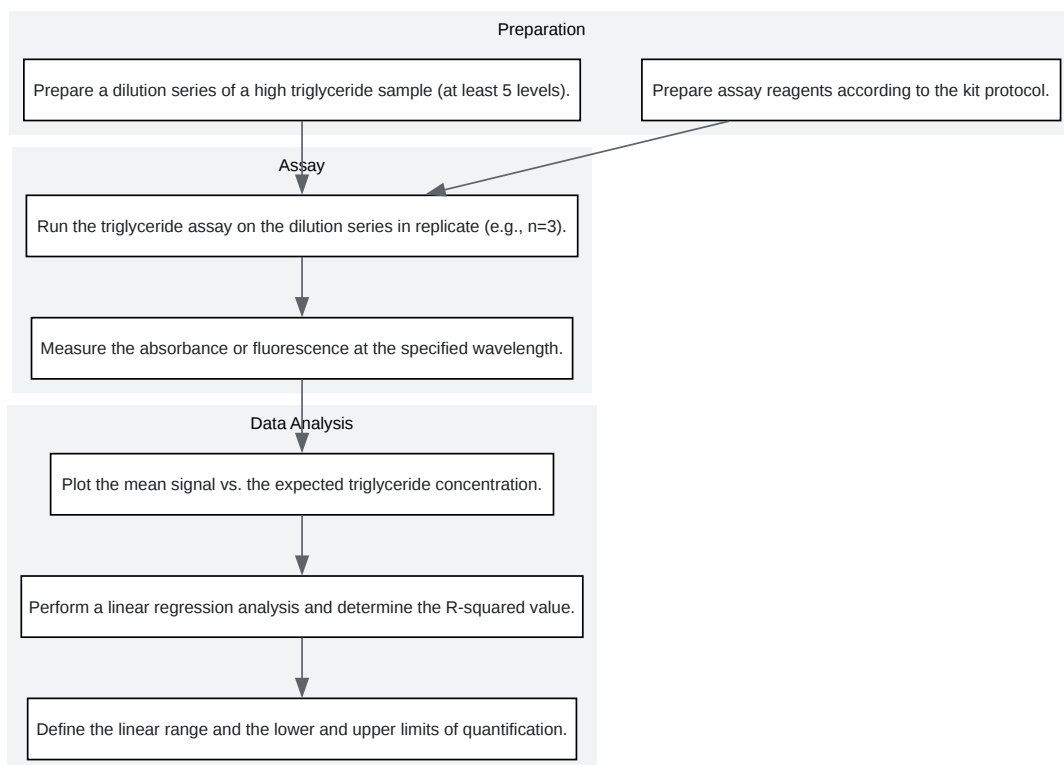 Preparation
Prepare a dilution series of a high triglyceride sample (at least 5 levels).
Prepare assay reagents according to the kit protocol.
Assay
Run the triglyceride assay on the dilution series in replicate (e.g., n=3).
Measure the absorbance or fluorescence at the specified wavelength.
Data Analysis
Plot the mean signal vs. the expected triglyceride concentration.
Perform a linear regression analysis and determine the R-squared value.
Define the linear range and the lower and upper limits of quantification.